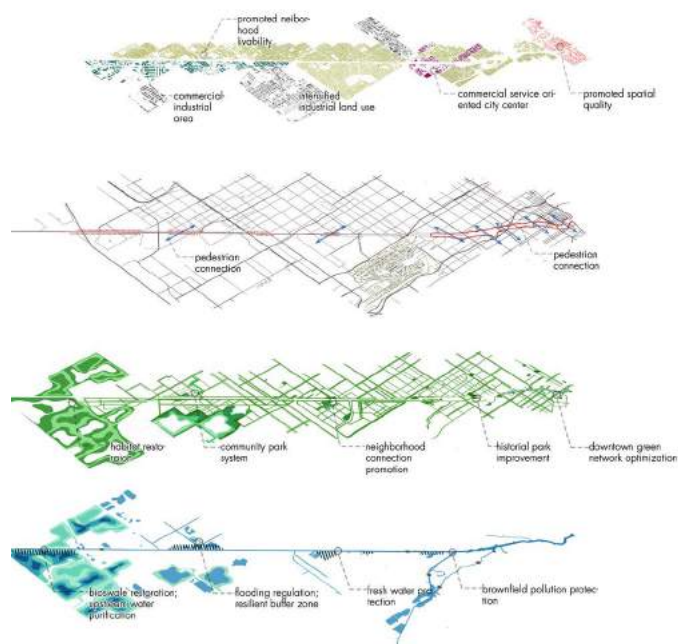 promoted neibor-
hood
livability
commercial-
industrial
area
intensified
industrial land use
commercial service ori
ented city center
promoted spatial
quality
pedestrian
connection
pedestrian
connection
habitat resto-
community park
system
neighborhood
connection
promotion
historial park
improvement
downtown green
network optimization
bioswale restoration;
upstream water
purification
flooding regulation;
resilient buffer zone
fresh water pro
tection
brownfield pollution protec-
tion